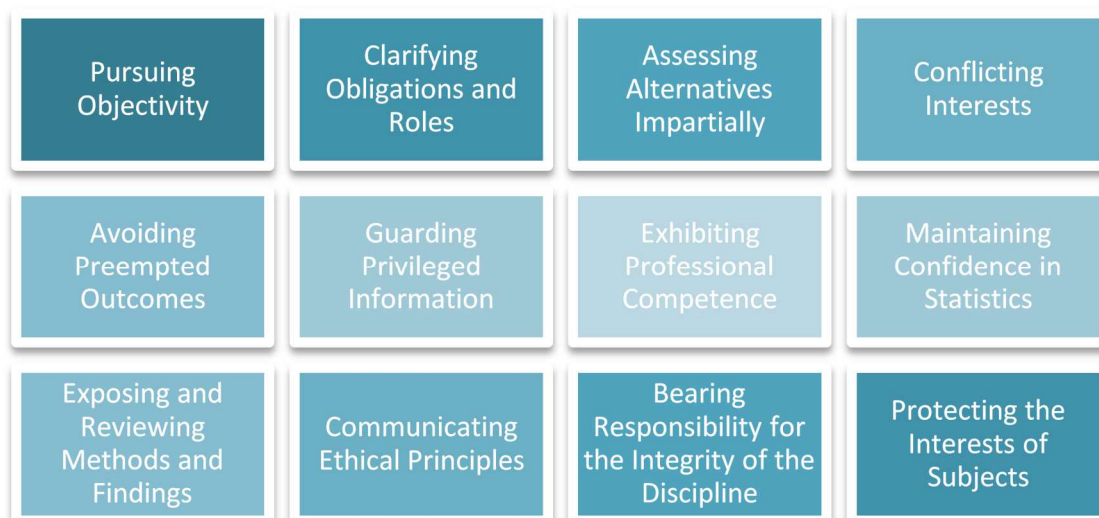 Pursuing
Objectivity
Clarifying
Obligations and
Roles
Assessing
Alternatives
Impartially
Conflicting
Interests
Avoiding
Preempted
Outcomes
Guarding
Privileged
Information
Exhibiting
Professional
Competence
Maintaining
Confidence in
Statistics
Exposing and
Reviewing
Methods and
Findings
Communicating
Ethical Principles
Bearing
Responsibility for
the Integrity of the
Discipline
Protecting the
Interests of
Subjects